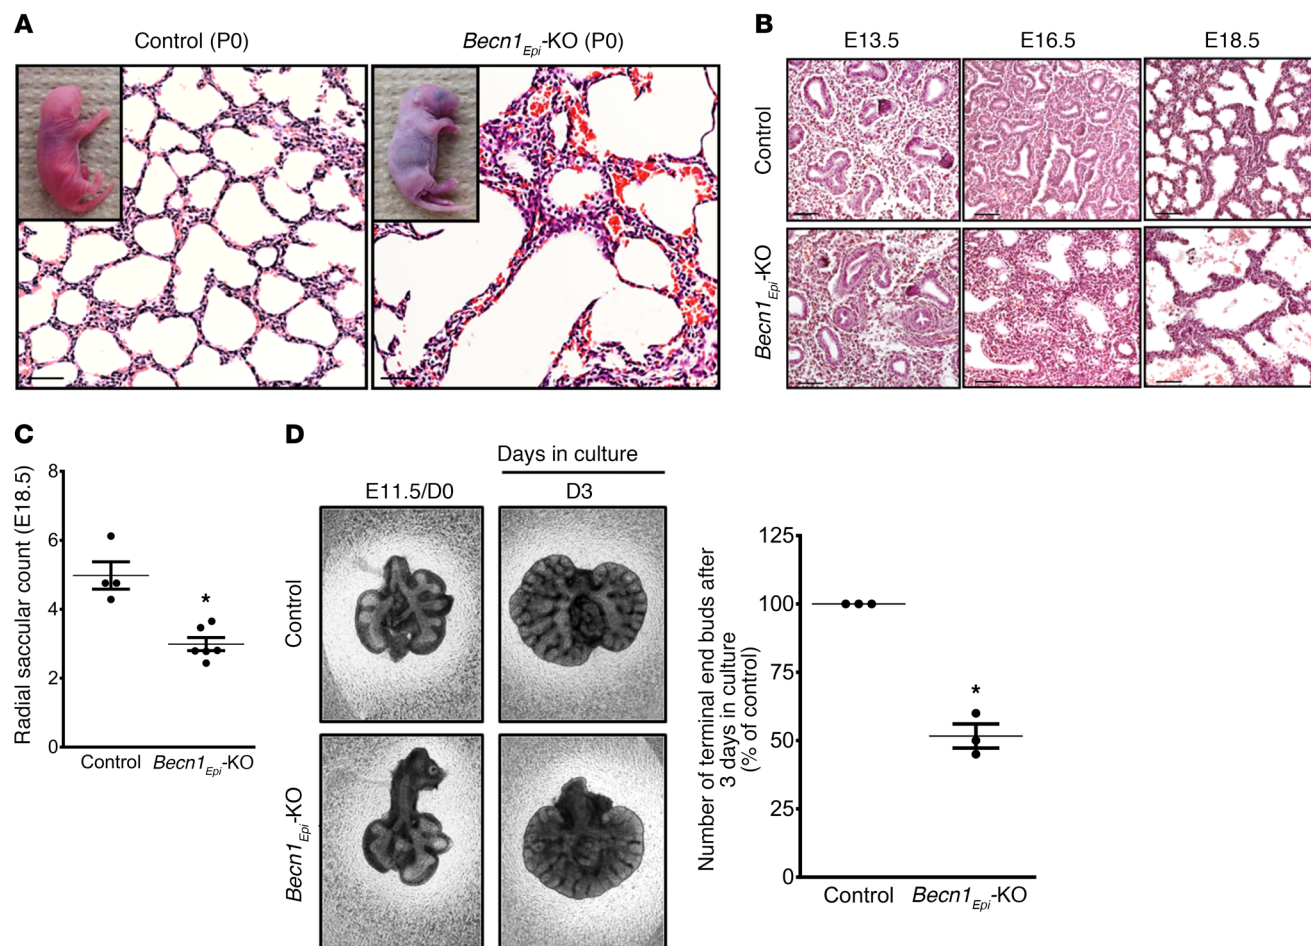 A
Control (P0)
Becn1Epi-KO (P0)
B
E13.5
E16.5
E18.5
Control
Becn1Epi-KO
C
Radial saccular count (E18.5)
8
6
4
2
0
*
Control
Becn1Epi-KO
D
Days in culture
E11.5/D0
D3
Control
Becn1Epi-KO
Number of terminal end buds after
3 days in culture
(% of control)
125
100
75
50
25
0
*
Control
Becn1Epi-KO